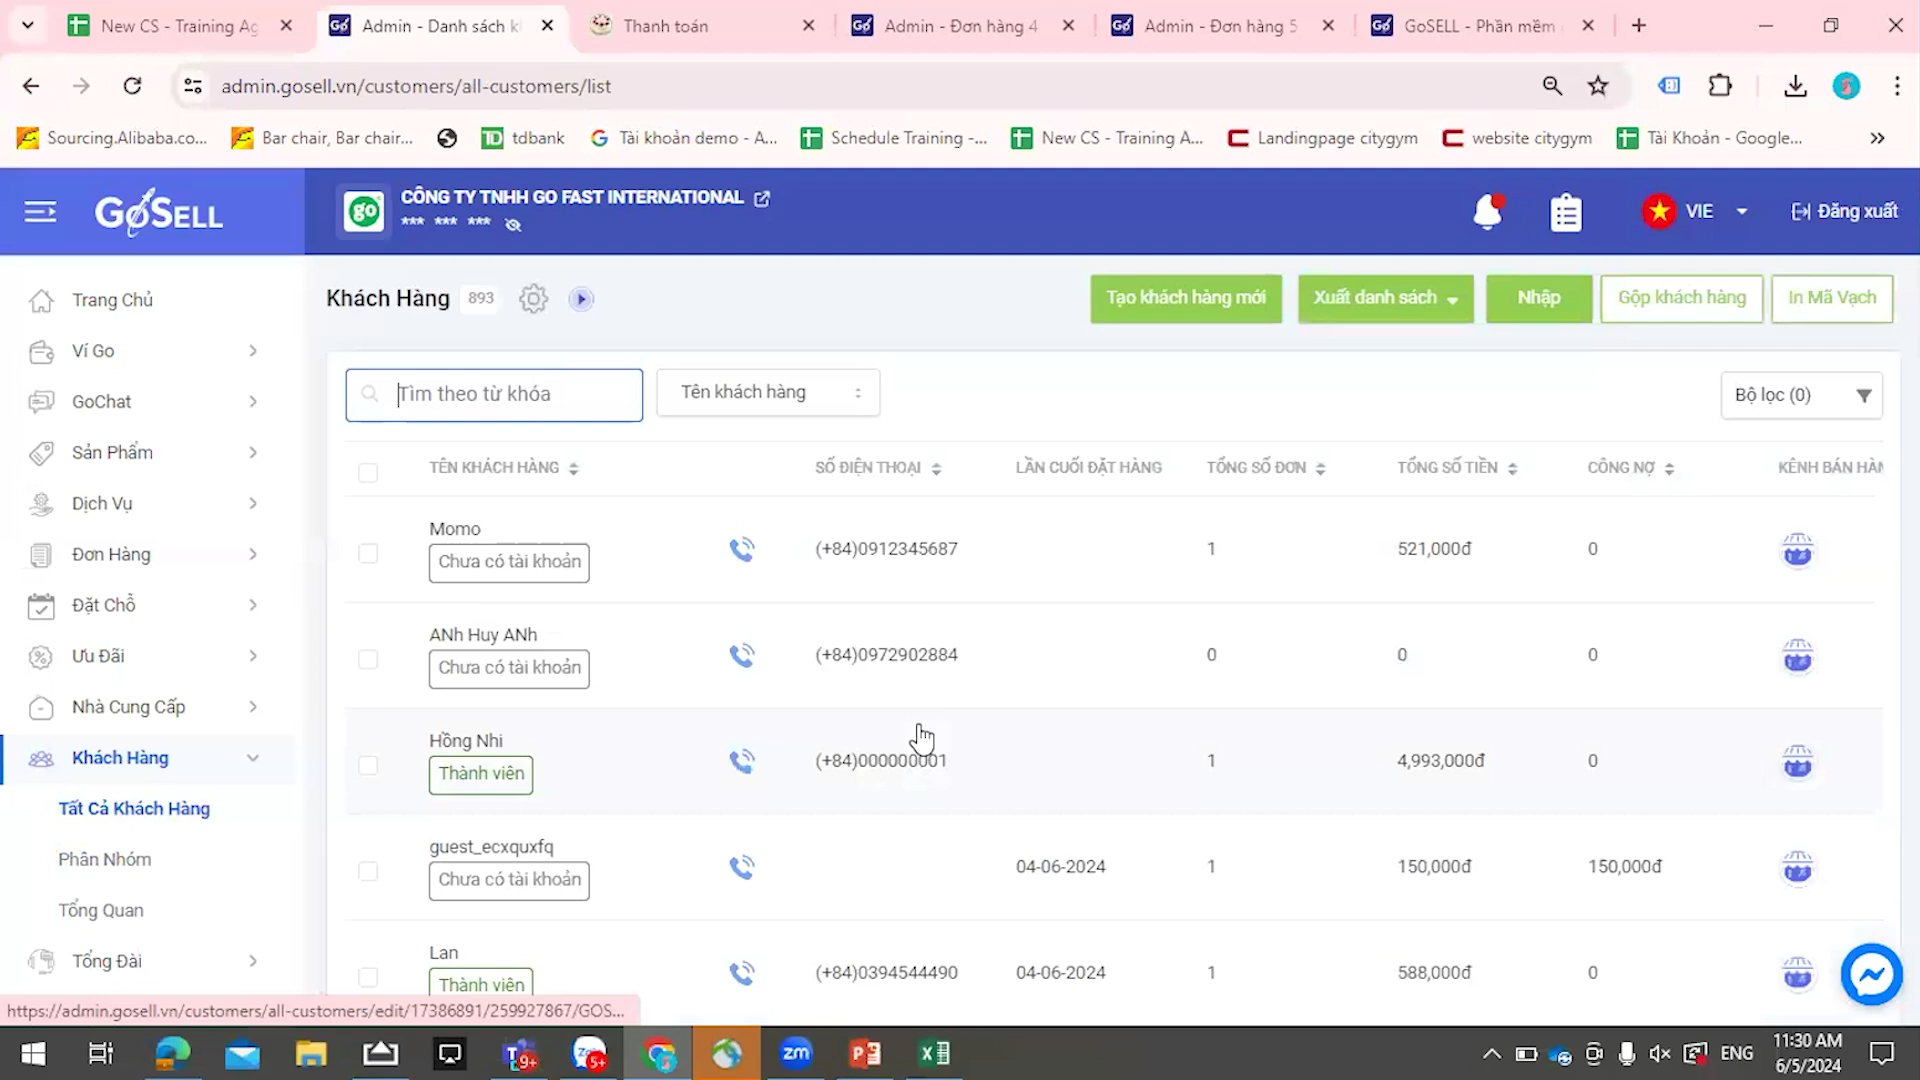 New CS - Training Ag
Admin - Danh sách k
Thanh toán
Admin - Đơn hàng 4
Admin - Đơn hàng 5
GoSELL - Phần mềm
admin.gosell.vn/customers/all-customers/list
Sourcing.Alibaba.co...
Bar chair, Bar chair...
tdbank
Tài khoản demo - A...
Schedule Training -...
New CS - Training A...
Landingpage citygym
website citygym
Tài Khoản - Google...
GOSELL
CÔNG TY TNHH GO FAST INTERNATIONAL
*** *** ***
go
VIE
Đăng xuất
Trang Chủ
Ví Go
GoChat
Sản Phẩm
Dịch Vụ
Đơn Hàng
Đặt Chỗ
Ưu Đãi
Nhà Cung Cấp
Khách Hàng
Tất Cả Khách Hàng
Phân Nhóm
Tổng Quan
Tổng Đài
Khách Hàng 893
Tạo khách hàng mới
Xuất danh sách
Nhập
Gộp khách hàng
In Mã Vạch
Tìm theo từ khóa
Tên khách hàng
Bộ lọc (0)
TÊN KHÁCH HÀNG SỐ ĐIỆN THOẠI LẦN CUỐI ĐẶT HÀNG TỔNG SỐ ĐƠN TỔNG SỐ TIỀN CÔNG NỢ KÊNH BÁN HÀN
Momo
Chưa có tài khoản
(+84)0912345687 1 521,000đ 0
ANh Huy ANh
Chưa có tài khoản
(+84)0972902884 0 0 0
Hồng Nhi
Thành viên
(+84)000000001 1 4,993,000đ 0
guest_ecxquxfq
Chưa có tài khoản
04-06-2024 1 150,000đ 150,000đ
Lan
Thành viên
(+84)0394544490 04-06-2024 1 588,000đ 0
https://admin.gosell.vn/customers/all-customers/edit/17386891/259927867/GOS...
9+
5+
zm
ENG
11:30 AM
6/5/2024